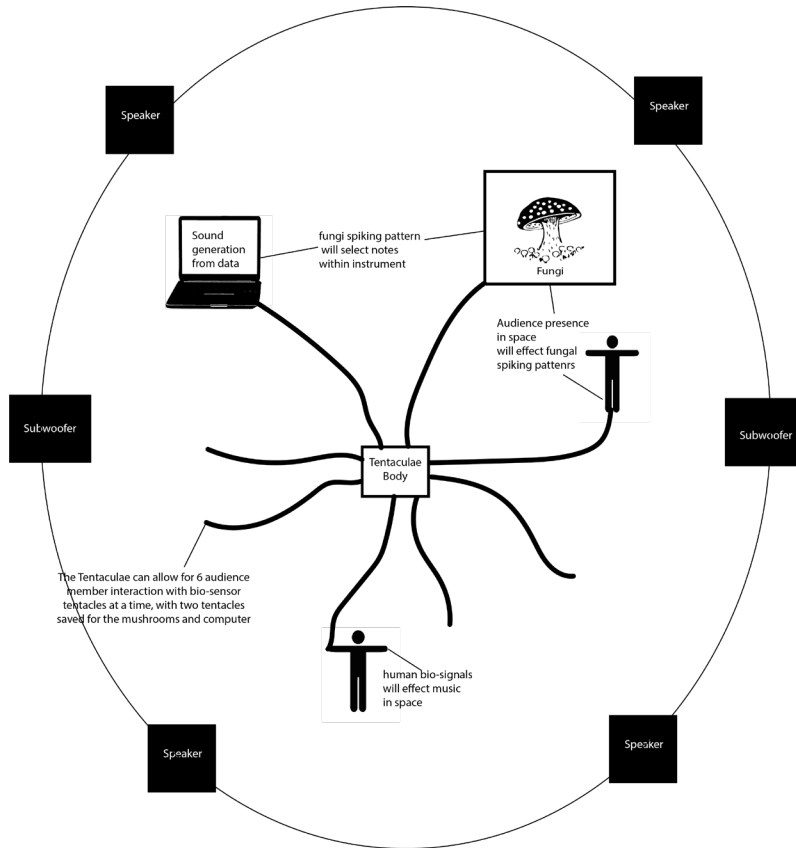 Speaker
Speaker
Sound
generation
from data
fungi spiking pattern
will select notes
within instrument
Fungi
Audience presence
in space
will effect fungal
spiking pattenrs
Subwoofer
Subwoofer
Tentaculae
Body
The Tentaculae can allow for 6 audience
member interaction with bio-sensor
tentacles at a time, with two tentacles
saved for the mushrooms and computer
human bio-signals
will effect music
in space
Speaker
Speaker